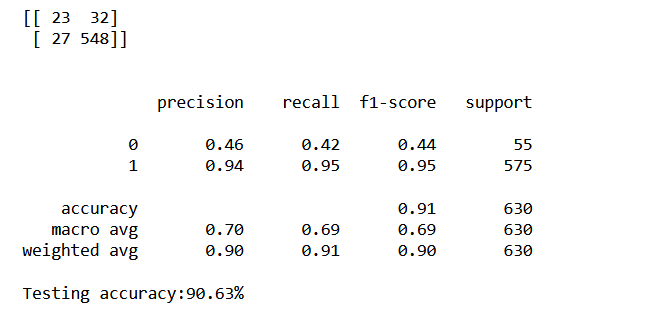 [[ 23  32]
 [ 27 548]]
              precision    recall  f1-score   support
           0       0.46      0.42      0.44        55
           1       0.94      0.95      0.95       575
    accuracy                           0.91       630
   macro avg       0.70      0.69      0.69       630
weighted avg       0.90      0.91      0.90       630
Testing accuracy:90.63%